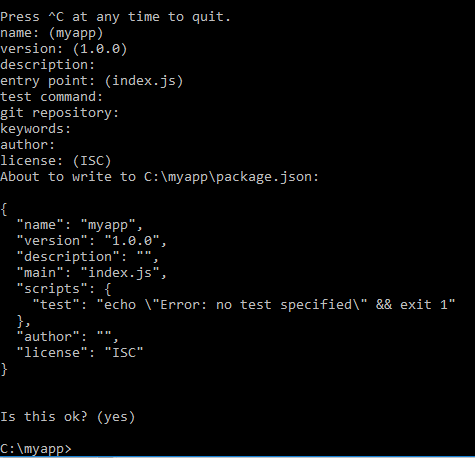 Press ^C at any time to quit.
name: (myapp)
version: (1.0.0)
description:
entry point: (index.js)
test command:
git repository:
keywords:
author:
license: (ISC)
About to write to C:\myapp\package.json:

{
  "name": "myapp",
  "version": "1.0.0",
  "description": "",
  "main": "index.js",
  "scripts": {
    "test": "echo \"Error: no test specified\" && exit 1"
  },
  "author": "",
  "license": "ISC"
}

Is this ok? (yes)

C:\myapp>